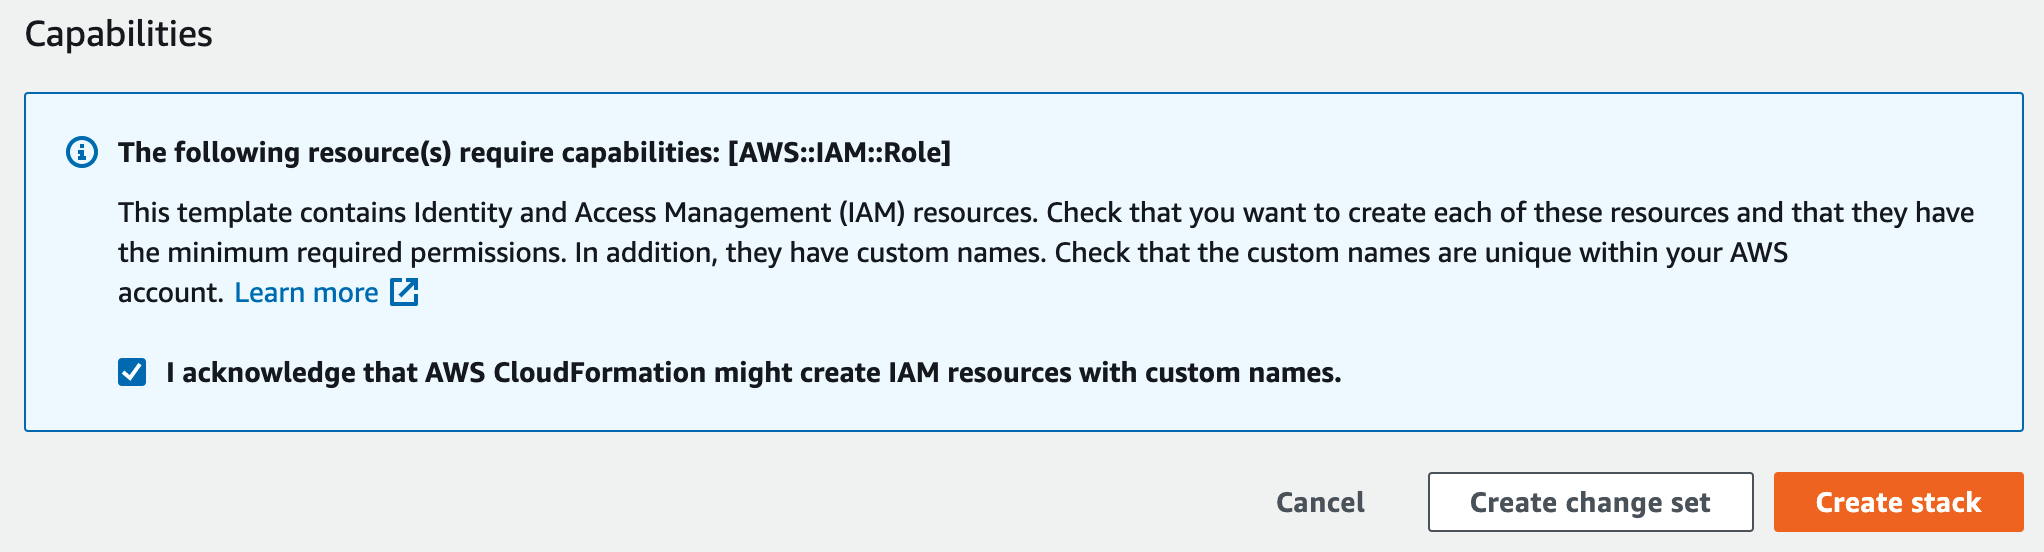 Capabilities
The following resource(s) require capabilities: [AWS::IAM::Role]
This template contains Identity and Access Management (IAM) resources. Check that you want to create each of these resources and that they have
the minimum required permissions. In addition, they have custom names. Check that the custom names are unique within your AWS
account. Learn more
I acknowledge that AWS CloudFormation might create IAM resources with custom names.
Cancel Create change set Create stack